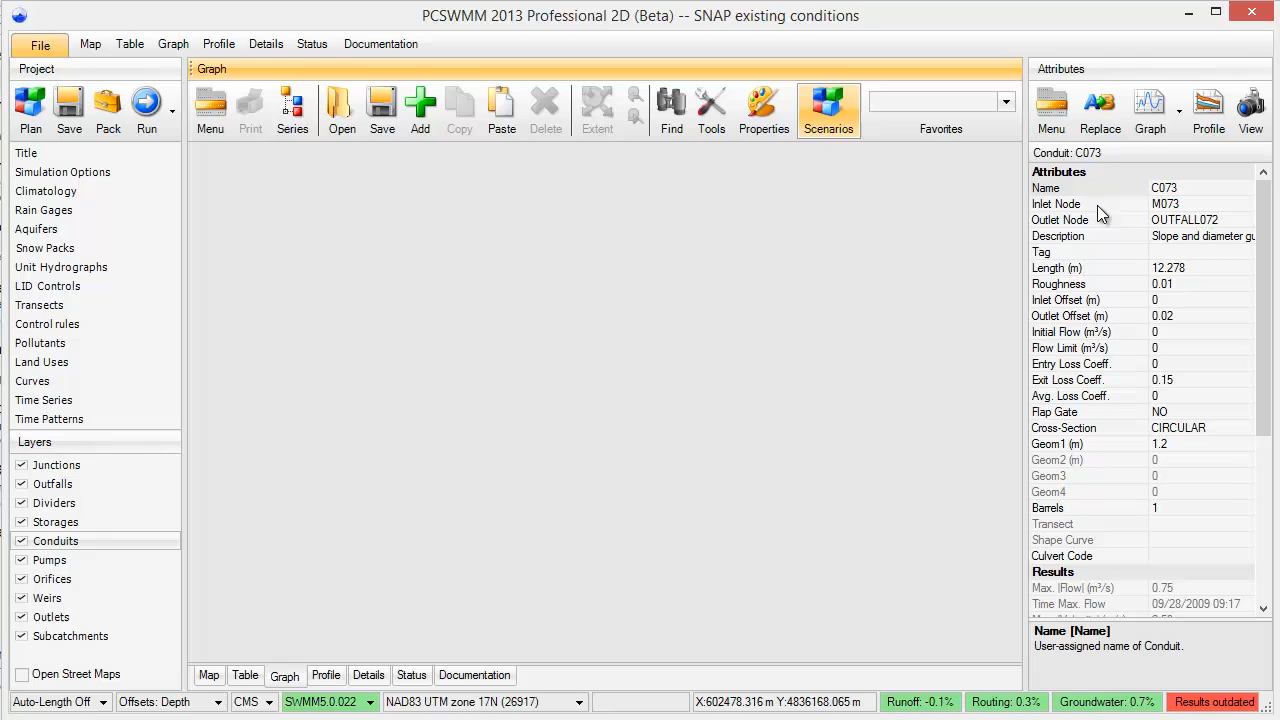 PCSWMM 2013 Professional 2D (Beta) -- SNAP existing conditions
File Map Table Graph Profile Details Status Documentation
Project
Plan Save Pack Run
Title
Simulation Options
Climatology
Rain Gages
Aquifers
Snow Packs
Unit Hydrographs
LID Controls
Transects
Control rules
Pollutants
Land Uses
Curves
Time Series
Time Patterns
Layers
Junctions
Outfalls
Dividers
Storages
Conduits
Pumps
Orifices
Weirs
Outlets
Subcatchments
Open Street Maps
Graph
Menu Print Series Open Save Add Copy Paste Delete Extent Find Tools Properties Scenarios Favorites
Map Table Graph Profile Details Status Documentation
Attributes
Menu Replace Graph Profile View
Conduit: C073
Attributes
Name C073
Inlet Node M073
Outlet Node OUTFALL072
Description Slope and diameter gu
Tag
Length (m) 12.278
Roughness 0.01
Inlet Offset (m) 0
Outlet Offset (m) 0.02
Initial Flow (m³/s) 0
Flow Limit (m³/s) 0
Entry Loss Coeff. 0
Exit Loss Coeff. 0.15
Avg. Loss Coeff. 0
Flap Gate NO
Cross-Section CIRCULAR
Geom1 (m) 1.2
Geom2 (m) 0
Geom3 0
Geom4 0
Barrels 1
Transect
Shape Curve
Culvert Code
Results
Max. |Flow| (m³/s) 0.75
Time Max. Flow 09/28/2009 09:17
Name [Name]
User-assigned name of Conduit.
Auto-Length Off Offsets: Depth CMS SWMM5.0.022 NAD83 UTM zone 17N (26917) X:602478.316 m Y:4836168.065 m Runoff: -0.1% Routing: 0.3% Groundwater: 0.7% Results outdated